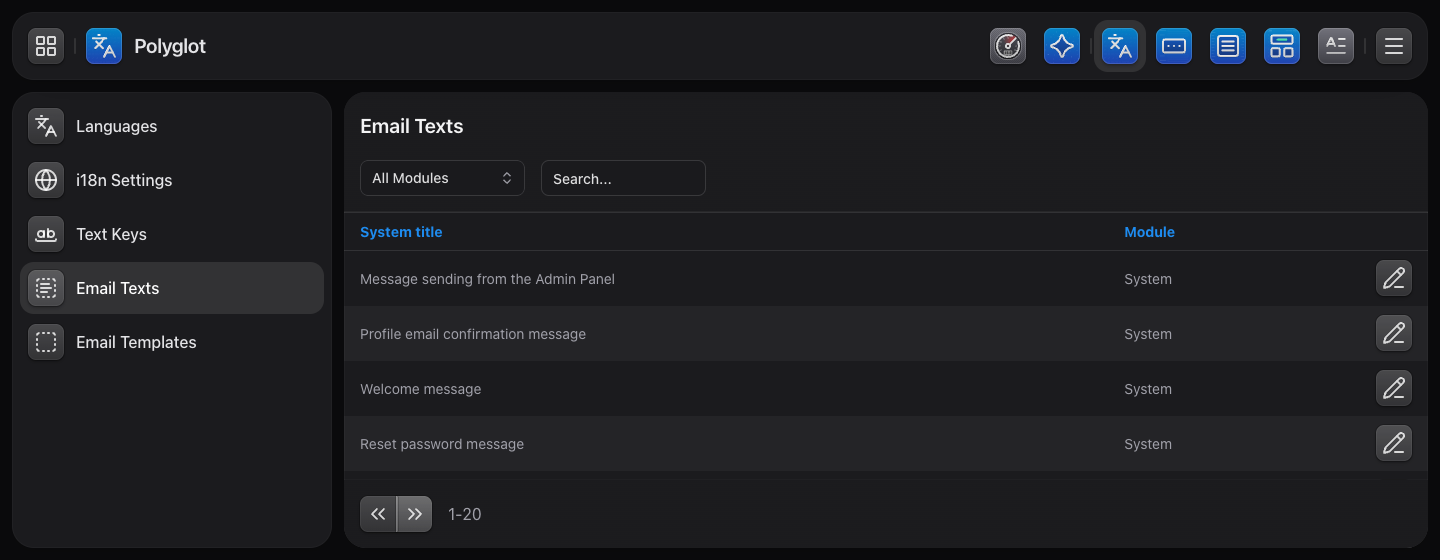 Polyglot
Languages
i18n Settings
Text Keys
Email Texts
Email Templates
Email Texts
All Modules
Search...
System title Module
Message sending from the Admin Panel System
Profile email confirmation message System
Welcome message System
Reset password message System
1-20